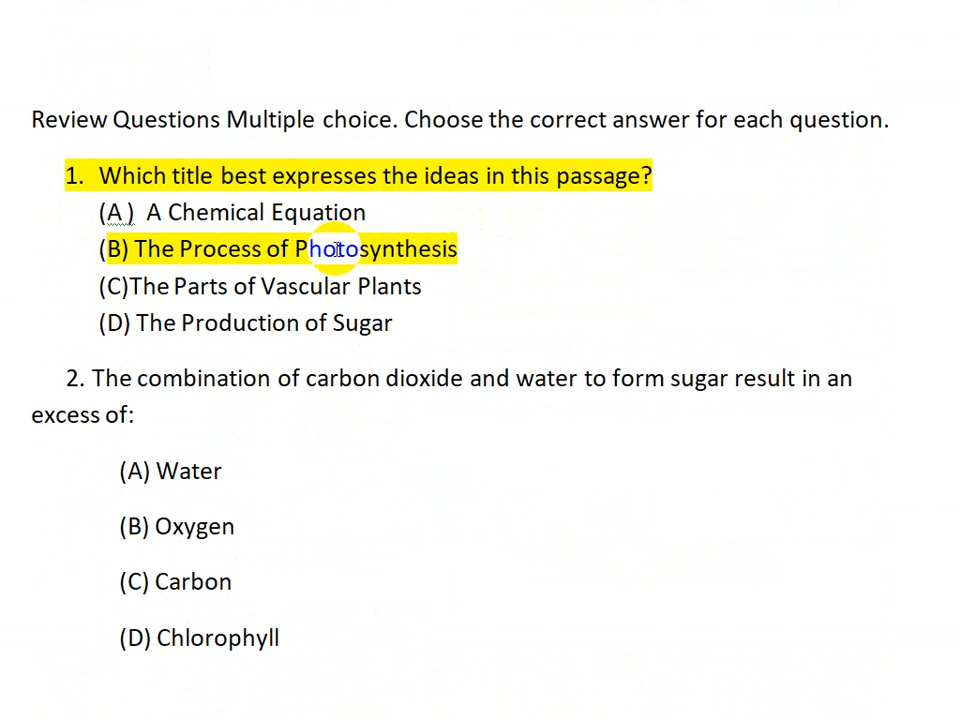 Review Questions Multiple choice. Choose the correct answer for each question.
1. Which title best expresses the ideas in this passage?
(A ) A Chemical Equation
(B) The Process of Photosynthesis
(C)The Parts of Vascular Plants
(D) The Production of Sugar
2. The combination of carbon dioxide and water to form sugar result in an
excess of:
(A) Water
(B) Oxygen
(C) Carbon
(D) Chlorophyll